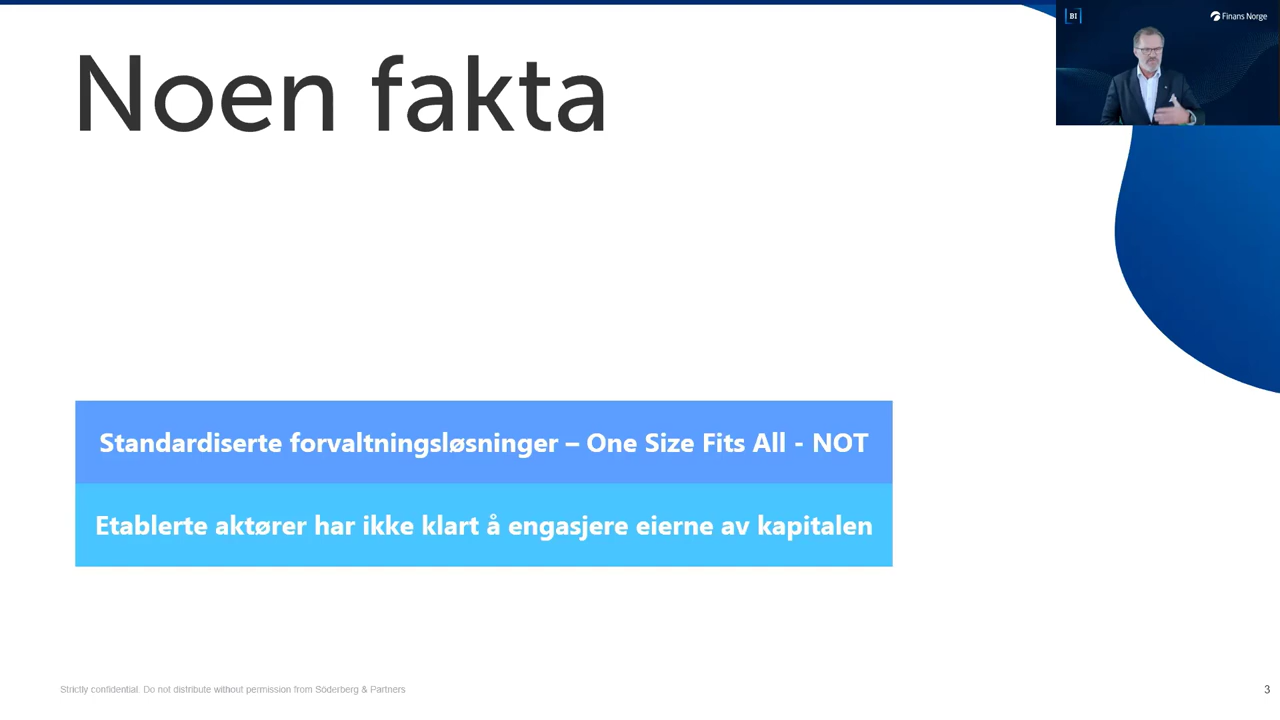 Noen fakta
BI
Finans Norge
Standardiserte forvaltningsløsninger – One Size Fits All - NOT
Etablerte aktører har ikke klart å engasjere eierne av kapitalen
Strictly confidential. Do not distribute without permission from Söderberg & Partners
3